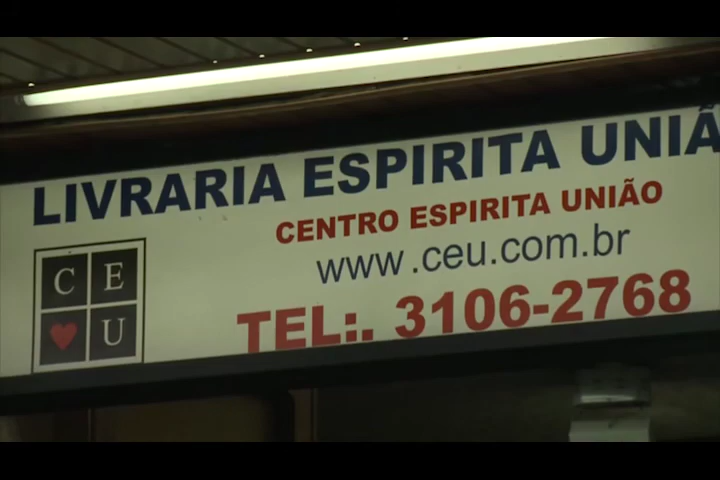 LIVRARIA ESPIRITA UNIÃ
CENTRO ESPIRITA UNIÃO
www.ceu.com.br
TEL:. 3106-2768
C E
U